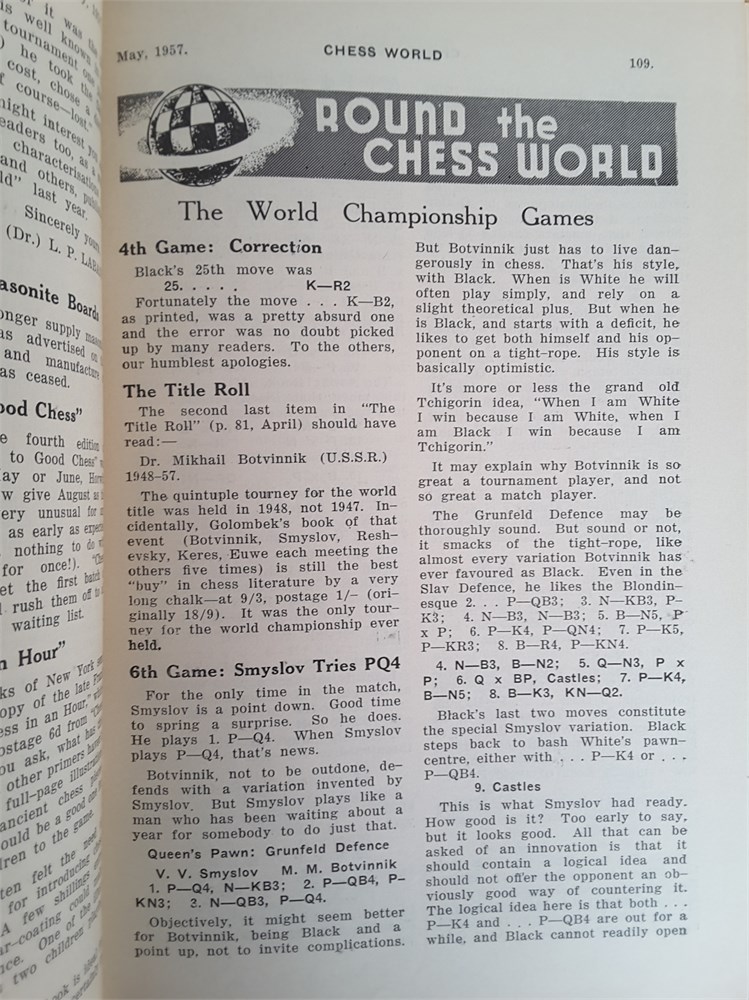 May, 1957.
CHESS WORLD
109.
ROUND the
CHESS WORLD
The World Championship Games
4th Game: Correction
Black's 25th move was
25. . . . . . K—R2
Fortunately the move . . . K—B2,
as printed, was a pretty absurd one
and the error was no doubt picked
up by many readers. To the others,
our humblest apologies.
The Title Roll
The second last item in "The
Title Roll" (p. 81, April) should have
read:—
Dr. Mikhail Botvinnik (U.S.S.R.)
1948-57.
The quintuple tourney for the world
title was held in 1948, not 1947. In-
cidentally, Golombek's book of that
event (Botvinnik, Smyslov, Resh-
evsky, Keres, Euwe each meeting the
others five times) is still the best
"buy" in chess literature by a very
long chalk—at 9/3, postage 1/- (ori-
ginally 18/9). It was the only tour-
ney for the world championship ever
held.
6th Game: Smyslov Tries PQ4
For the only time in the match,
Smyslov is a point down. Good time
to spring a surprise. So he does.
He plays 1. P—Q4. When Smyslov
plays P—Q4, that's news.
Botvinnik, not to be outdone, de-
fends with a variation invented by
Smyslov. But Smyslov plays like a
man who has been waiting about a
year for somebody to do just that.
Queen's Pawn: Grunfeld Defence
V. V. Smyslov M. M. Botvinnik
1. P—Q4, N—KB3; 2. P—QB4, P-
KN3; 3. N—QB3, P—Q4.
Objectively, it might seem better
for Botvinnik, being Black and a
point up, not to invite complications.
But Botvinnik just has to live dan-
gerously in chess. That's his style,
with Black. When is White he will
often play simply, and rely on a
slight theoretical plus. But when he
is Black, and starts with a deficit, he
likes to get both himself and his op-
ponent on a tight-rope. His style is
basically optimistic.
It's more or less the grand old
Tchigorin idea, "When I am White
I win because I am White, when I
am Black I win because I am
Tchigorin."
It may explain why Botvinnik is so
great a tournament player, and not
so great a match player.
The Grunfeld Defence may be
thoroughly sound. But sound or not,
it smacks of the tight-rope, like
almost every variation Botvinnik has
ever favoured as Black. Even in the
Slav Defence, he likes the Blondin-
esque 2. . . P—QB3; 3. N—KB3, P-
K3; 4. N—B3, N—B3; 5. B—N5, P
x P; 6. P—K4, P—QN4; 7. P—K5,
P—KR3; 8. B—R4, P—KN4.
4. N—B3, B—N2; 5. Q—N3, P x
P; 6. Q x BP, Castles; 7. P—K4,
B—N5; 8. B—K3, KN—Q2.
Black's last two moves constitute
the special Smyslov variation. Black
steps back to bash White's pawn-
centre, either with . . . P—K4 or . . .
P—QB4.
9. Castles
This is what Smyslov had ready.
How good is it? Too early to say,
but it looks good. All that can be
asked of an innovation is that it
should contain a logical idea and
should not offer the opponent an ob-
viously good way of countering it.
The logical idea here is that both . . .
P—K4 and . . . P—QB4 are out for a
while, and Black cannot readily open